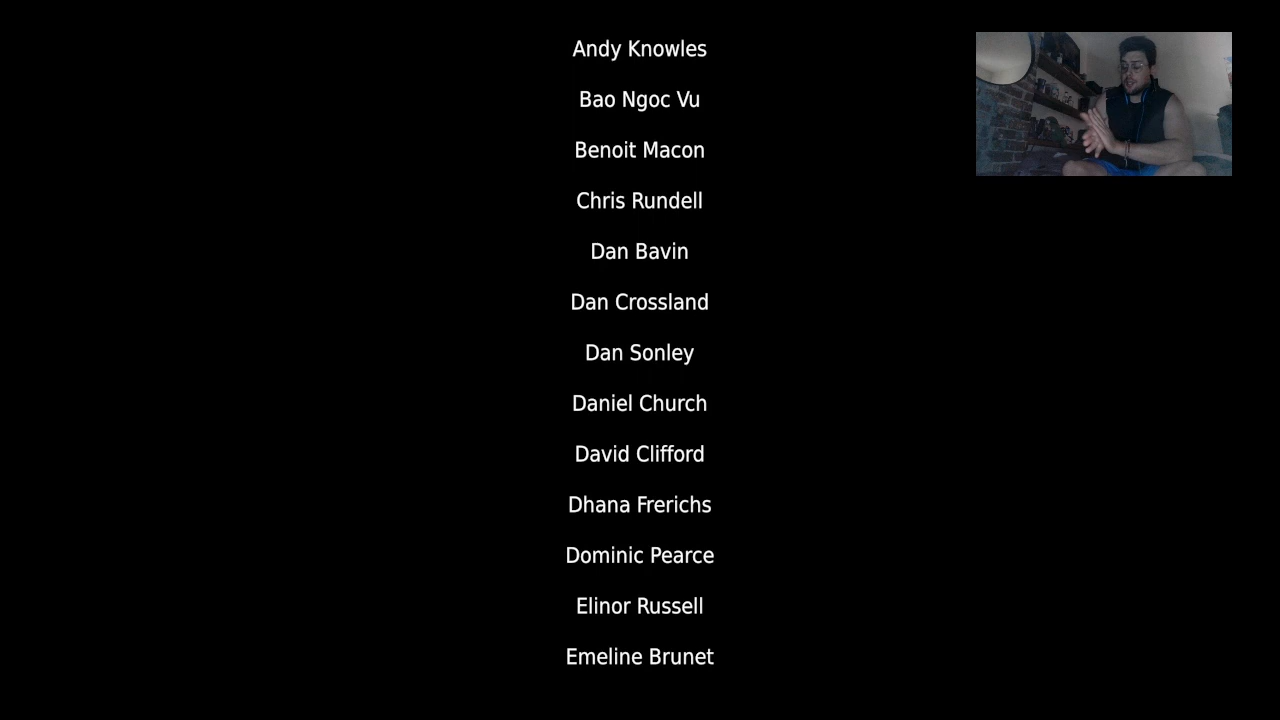 Andy Knowles
Bao Ngoc Vu
Benoit Macon
Chris Rundell
Dan Bavin
Dan Crossland
Dan Sonley
Daniel Church
David Clifford
Dhana Frerichs
Dominic Pearce
Elinor Russell
Emeline Brunet